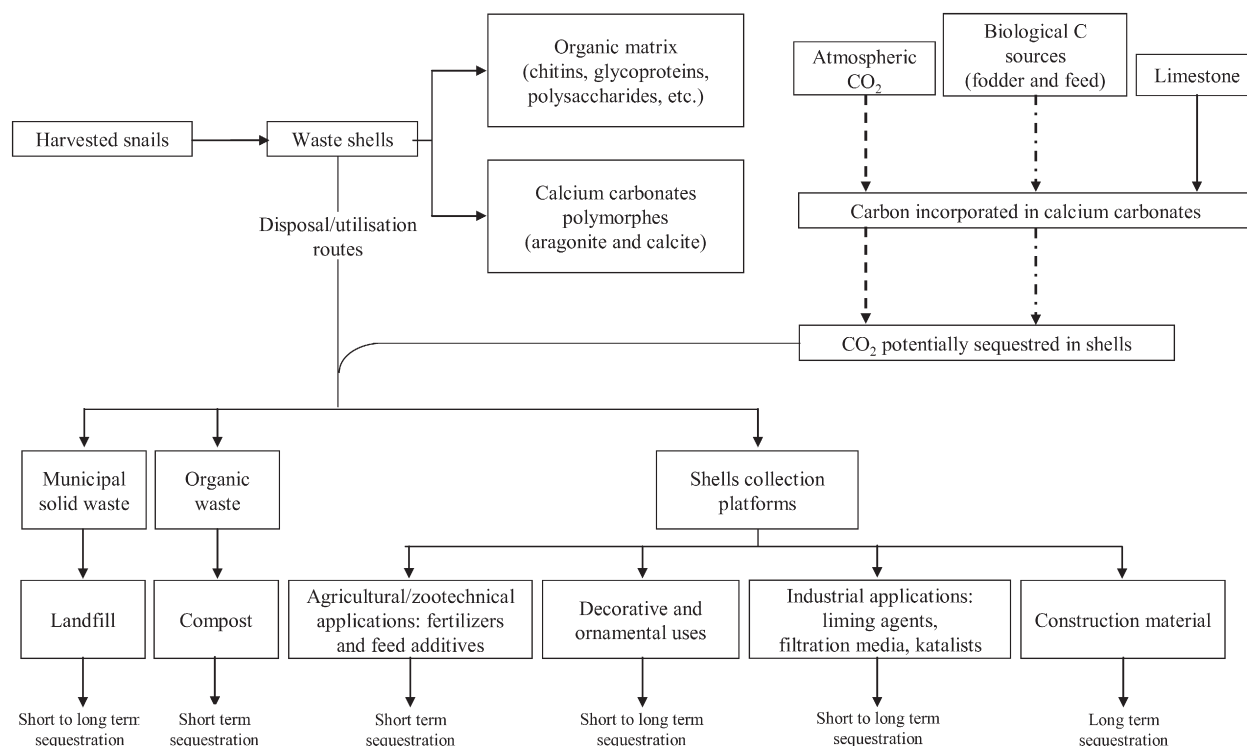 Organic matrix
(chitins, glycoproteins,
polysaccharides, etc.)
Atmospheric
CO₂
Biological C
sources
(fodder and feed)
Limestone
Harvested snails
Waste shells
Calcium carbonates
polymorphes
(aragonite and calcite)
Carbon incorporated in calcium carbonates
Disposal/utilisation
routes
CO₂ potentially sequestred in shells
Municipal
solid waste
Organic
waste
Shells collection
platforms
Landfill
Compost
Agricultural/zootechnical
applications: fertilizers
and feed additives
Decorative and
ornamental uses
Industrial applications:
liming agents,
filtration media, katalists
Construction material
Short to long term
sequestration
Short term
sequestration
Short term
sequestration
Short to long term
sequestration
Short to long term
sequestration
Long term
sequestration